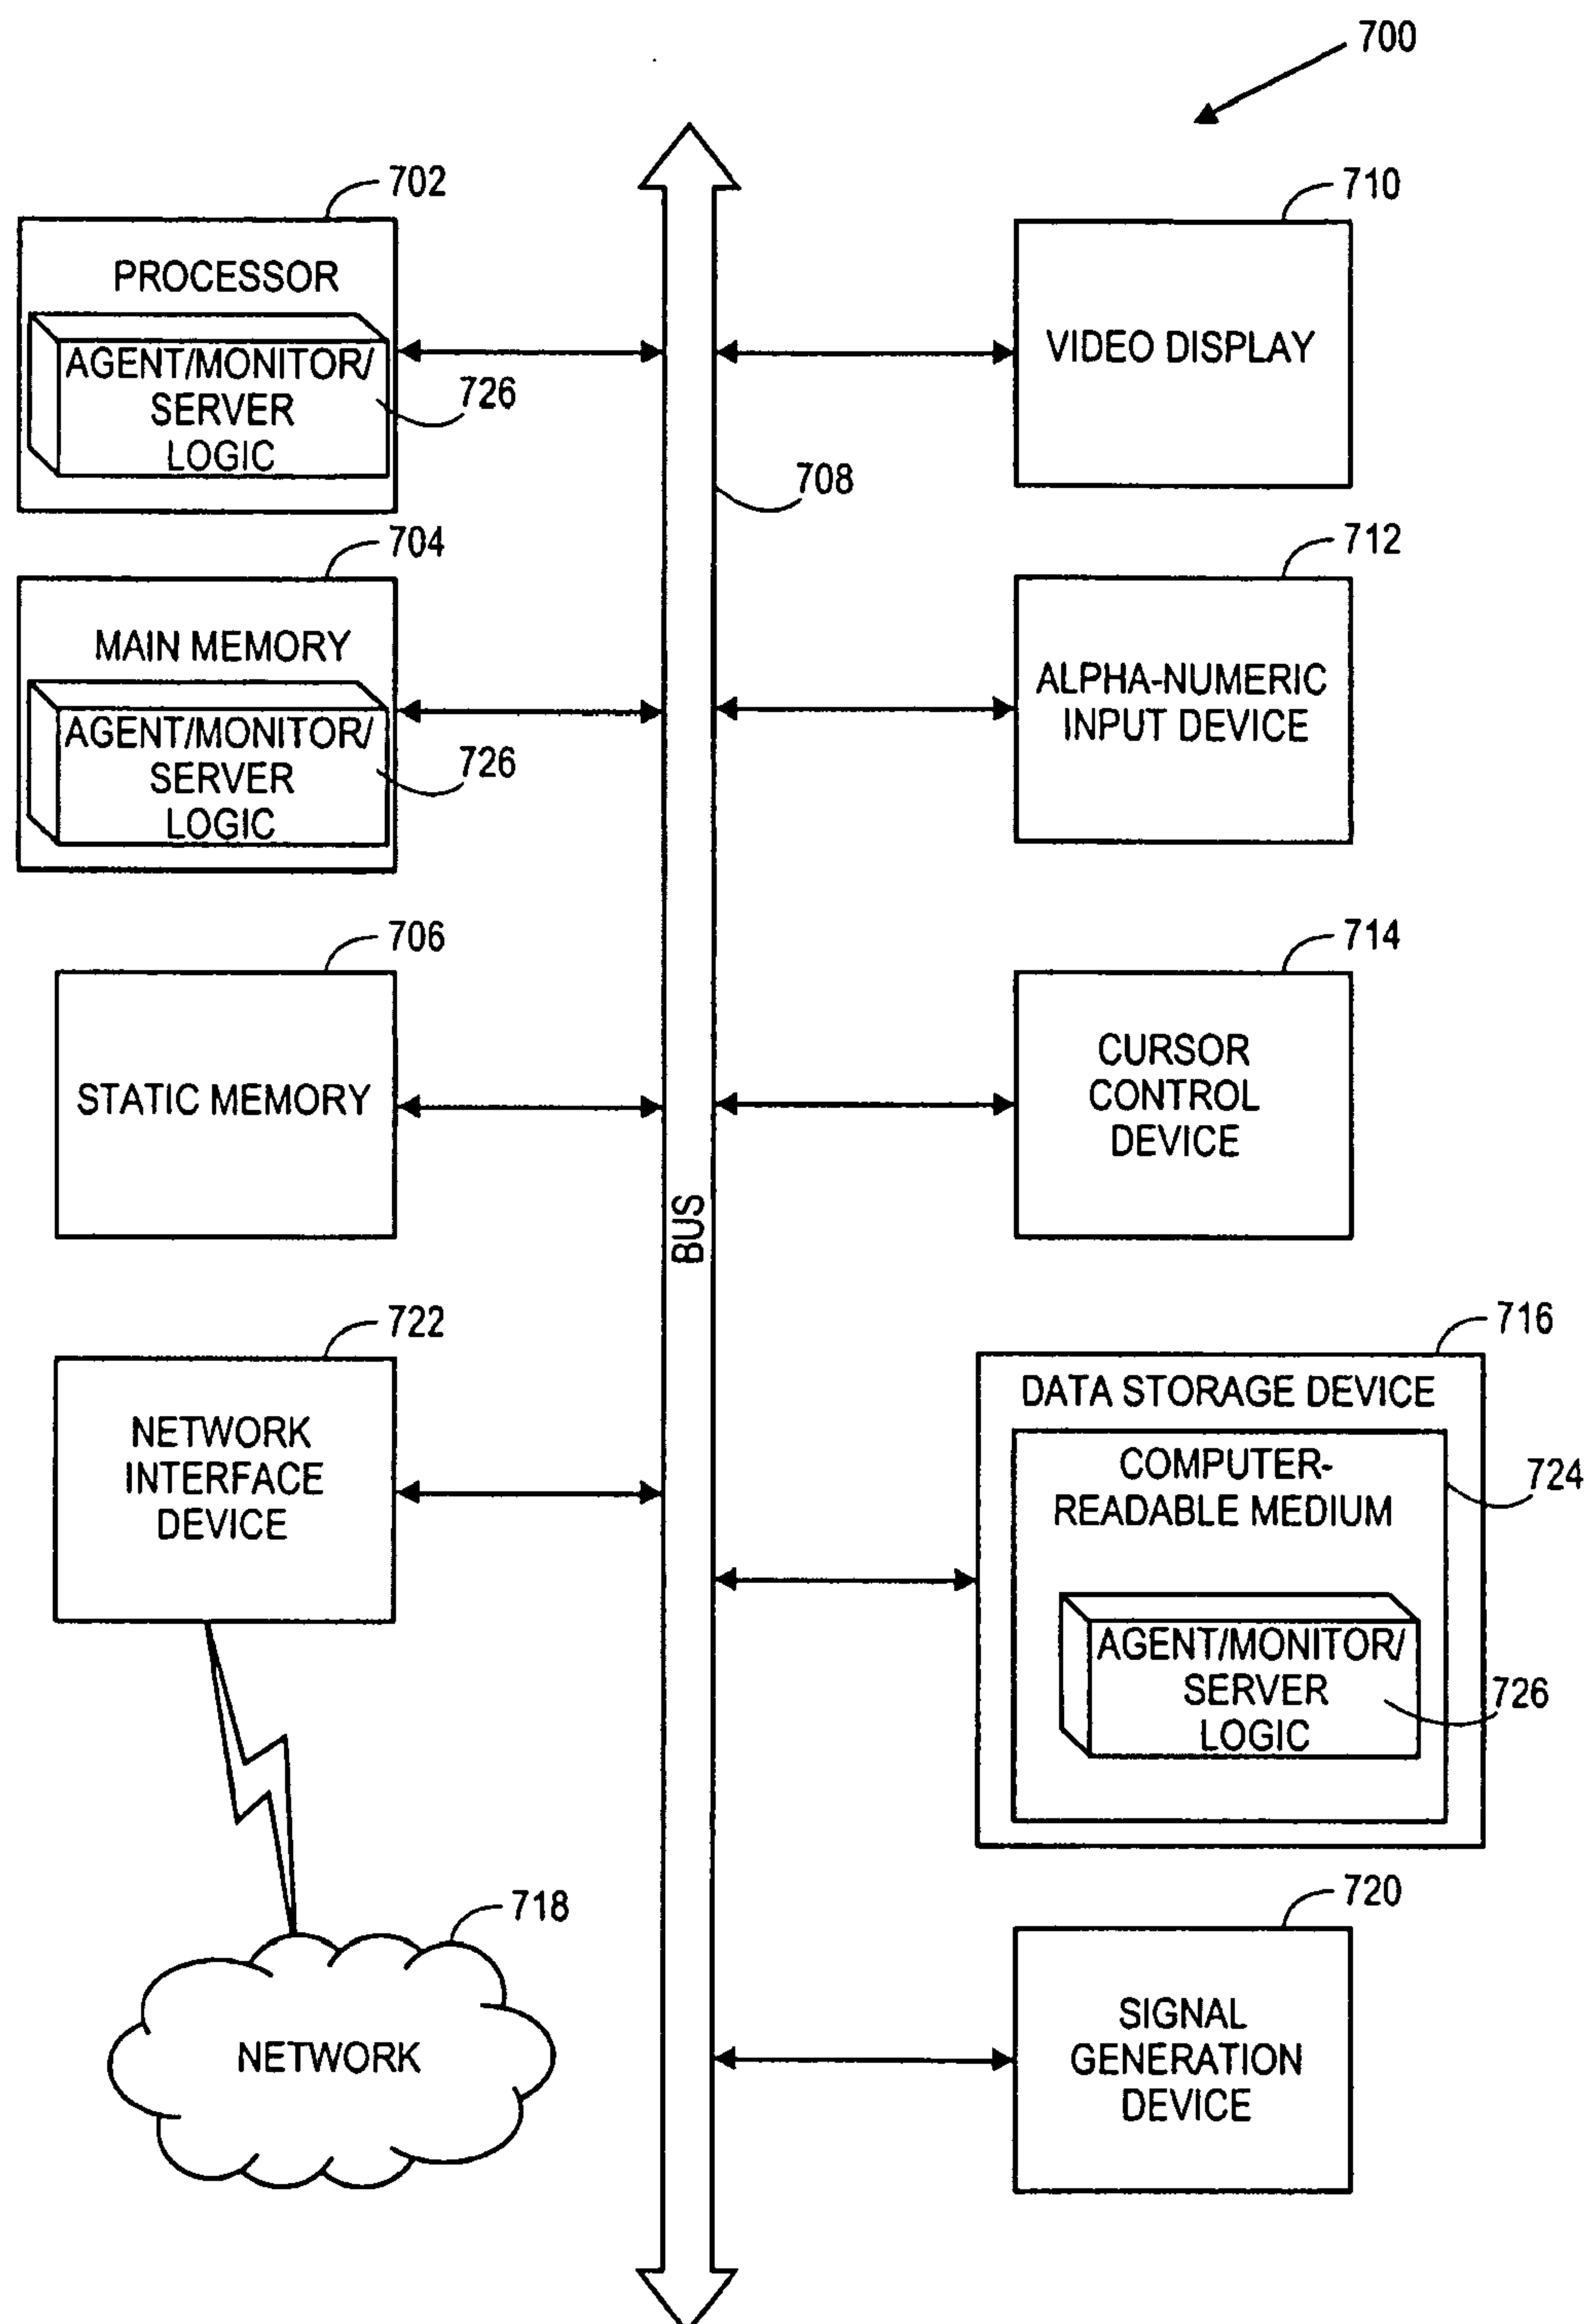 700
702
PROCESSOR
AGENT/MONITOR/
SERVER
LOGIC
726
710
VIDEO DISPLAY
708
704
MAIN MEMORY
AGENT/MONITOR/
SERVER
LOGIC
726
712
ALPHA-NUMERIC
INPUT DEVICE
706
STATIC MEMORY
714
CURSOR
CONTROL
DEVICE
BUS
722
NETWORK
INTERFACE
DEVICE
716
DATA STORAGE DEVICE
COMPUTER-
READABLE MEDIUM
724
AGENT/MONITOR/
SERVER
LOGIC
726
718
NETWORK
720
SIGNAL
GENERATION
DEVICE